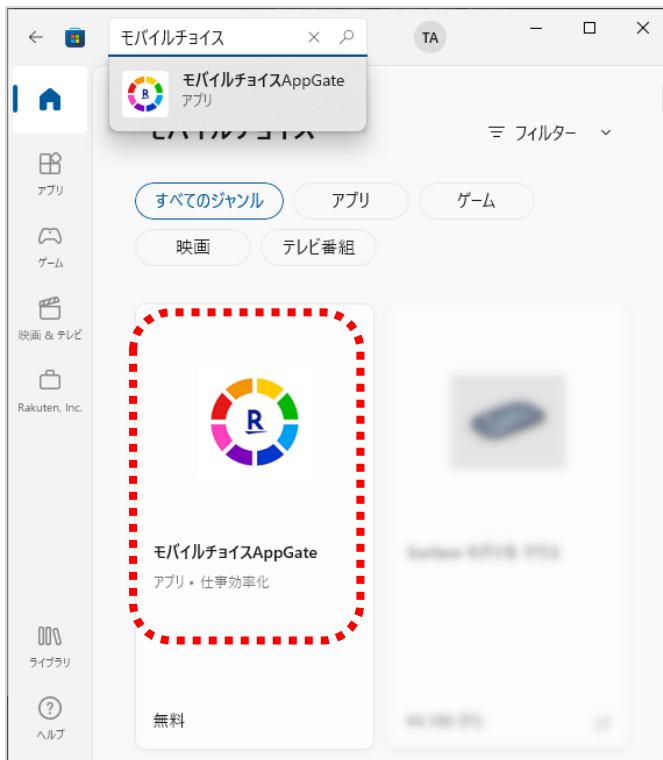 モバイルチョイス
TA
モバイルチョイスAppGate
アプリ
フィルター
アプリ
ゲーム
映画 & テレビ
Rakuten, Inc.
ライブラリ
ヘルプ
すべてのジャンル
アプリ
ゲーム
映画
テレビ番組
R
モバイルチョイスAppGate
アプリ • 仕事効率化
無料